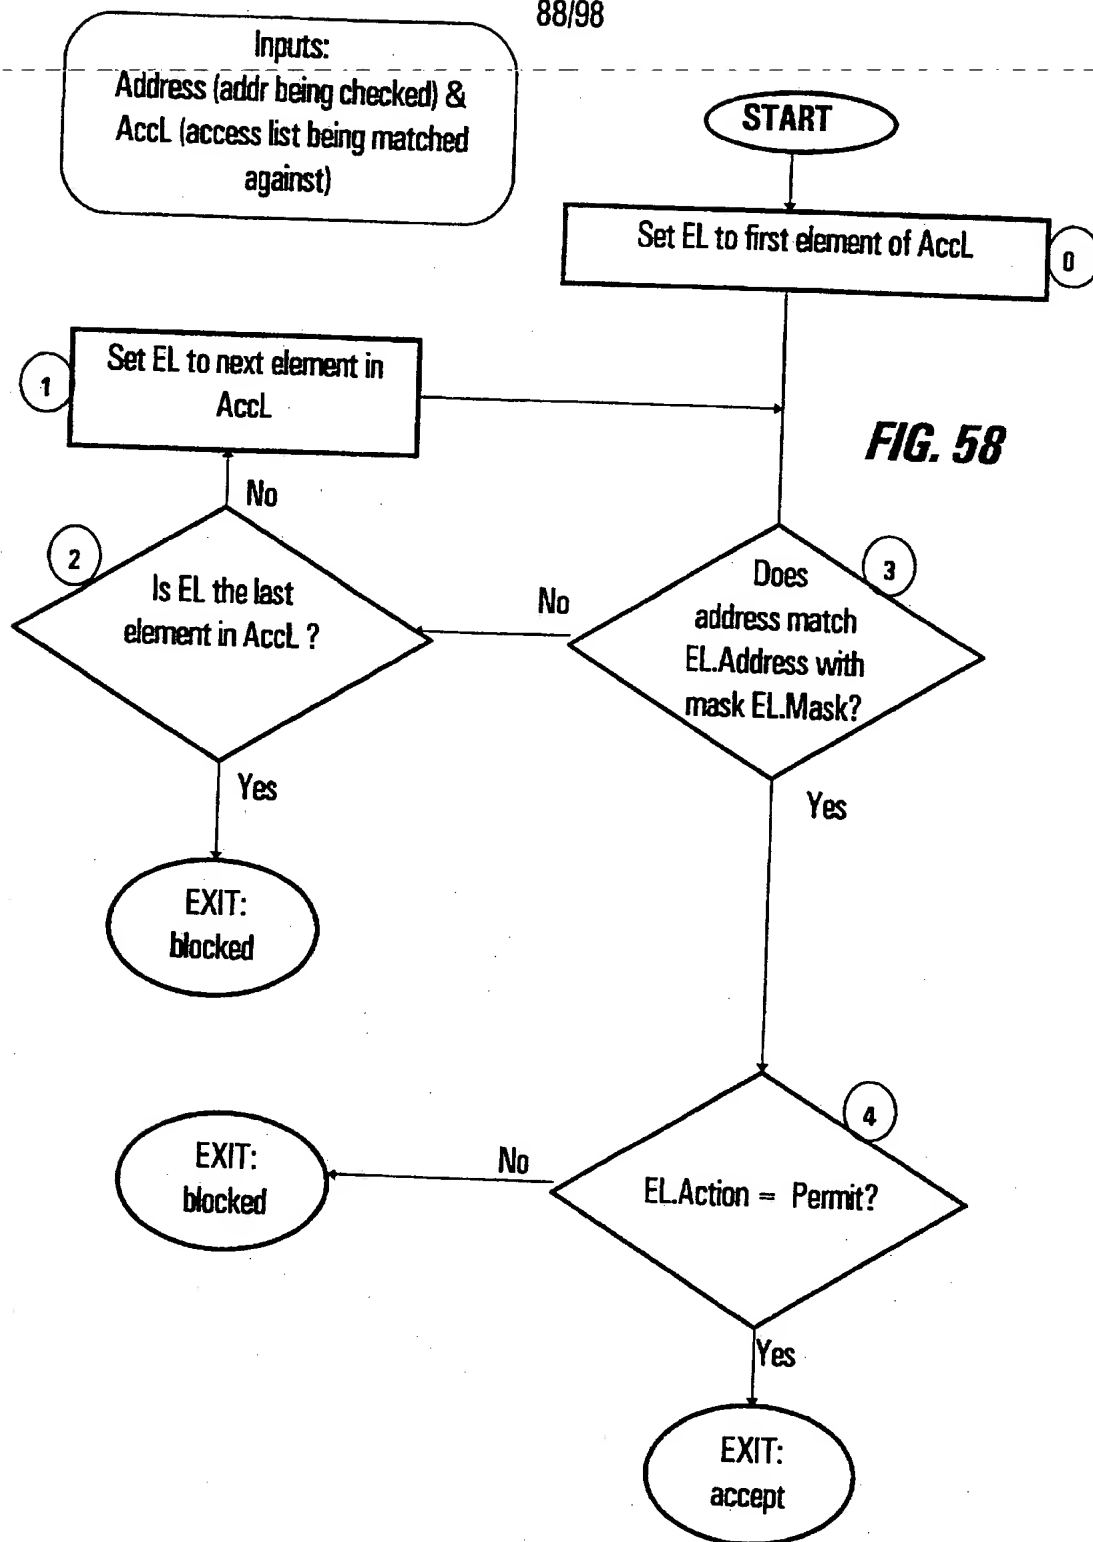 88/98
Inputs:
Address (addr being checked) &
AccL (access list being matched
against)
START
Set EL to first element of AccL
0
Set EL to next element in
AccL
1
FIG. 58
No
2
Is EL the last
element in AccL ?
No
3
Does
address match
EL.Address with
mask EL.Mask?
Yes
Yes
EXIT:
blocked
4
EXIT:
blocked
No
EL.Action = Permit?
Yes
EXIT:
accept